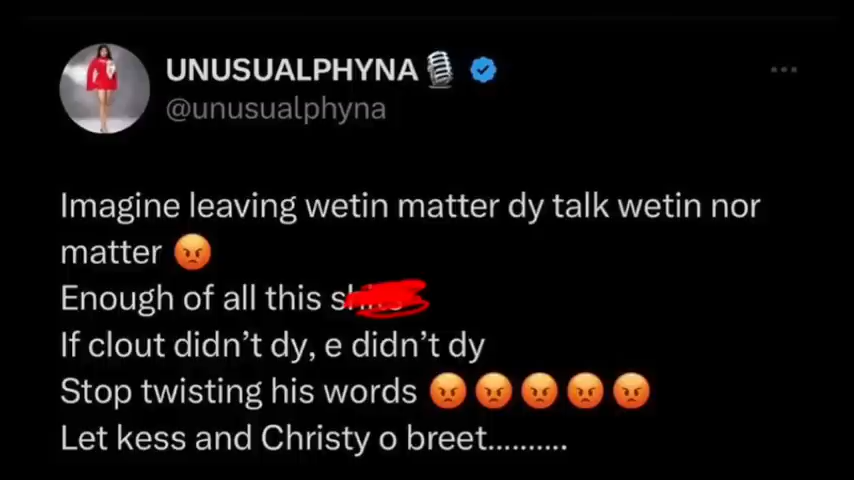 UNUSUALPHYNA🎙️
@unusualphyna
Imagine leaving wetin matter dy talk wetin nor
matter 😡
Enough of all this
If clout didn't dy, e didn't dy
Stop twisting his words 😡 😡 😡 😡 😡
Let kess and Christy o breet..........